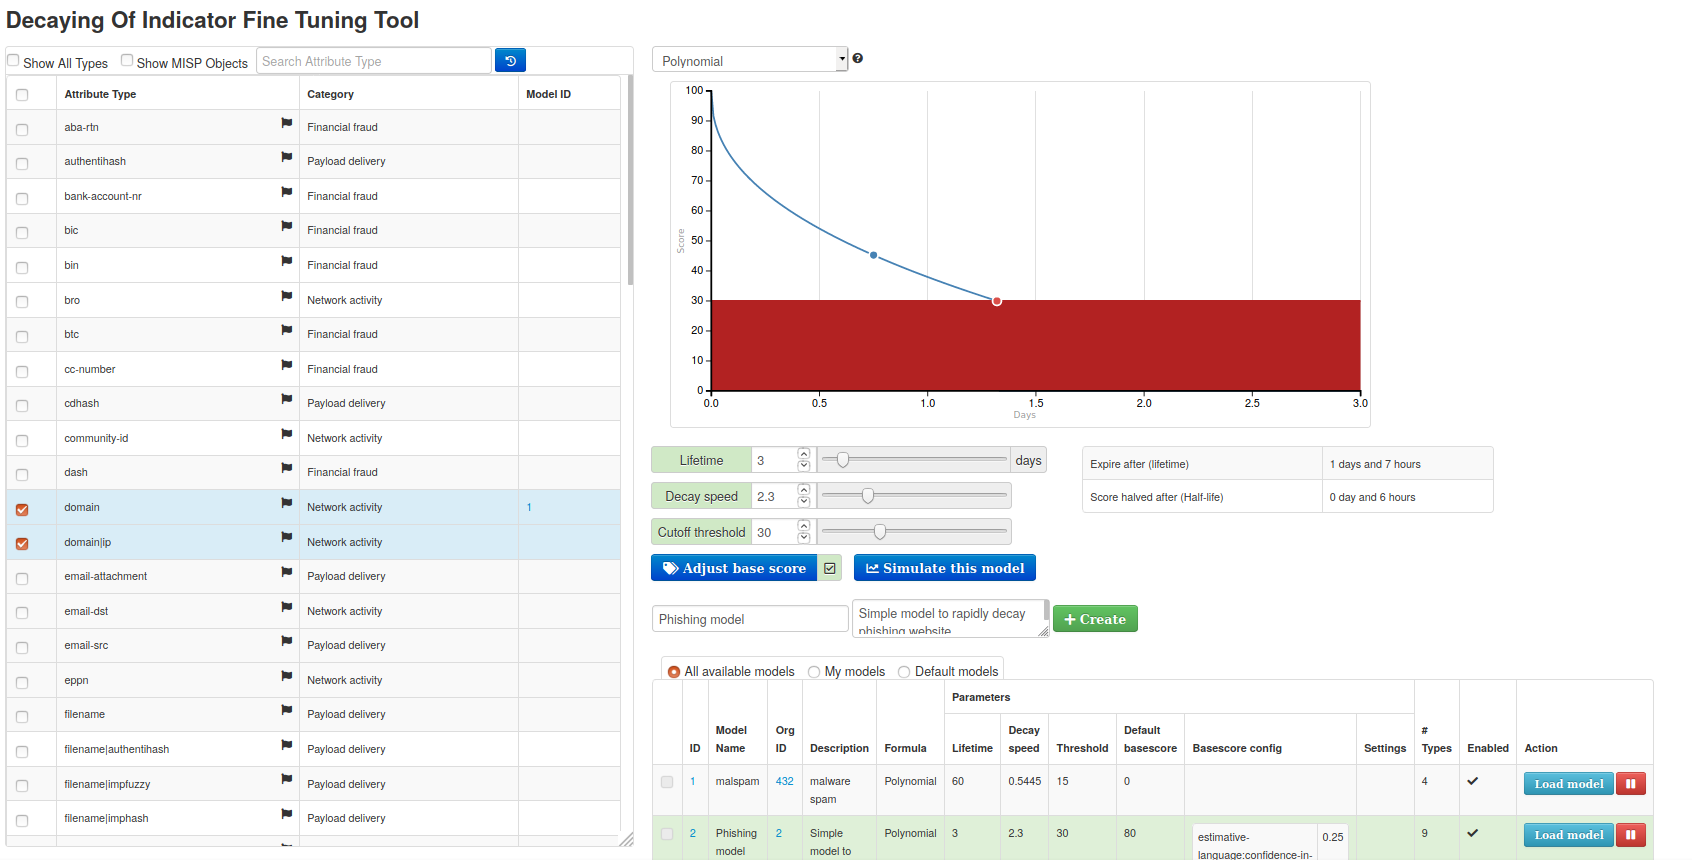 Decaying Of Indicator Fine Tuning Tool
Show All Types Show MISP Objects Search Attribute Type
Attribute Type Category Model ID
aba-rtn Financial fraud
authentihash Payload delivery
bank-account-nr Financial fraud
bic Financial fraud
bin Financial fraud
bro Network activity
btc Financial fraud
cc-number Financial fraud
cdhash Payload delivery
community-id Network activity
dash Financial fraud
domain Network activity 1
domain|ip Network activity
email-attachment Payload delivery
email-dst Network activity
email-src Payload delivery
eppn Network activity
filename Payload delivery
filename|authentihash Payload delivery
filename|impfuzzy Payload delivery
filename|imphash Payload delivery
Polynomial
100
90
80
70
60
50
40
30
20
10
0
Score
0.0 0.5 1.0 1.5 2.0 2.5 3.0
Days
Lifetime 3 days
Decay speed 2.3
Cutoff threshold 30
Expire after (lifetime) 1 days and 7 hours
Score halved after (Half-life) 0 day and 6 hours
Adjust base score Simulate this model
Phishing model
Simple model to rapidly decay
phishing website
+ Create
All available models My models Default models
Parameters
ID Model Name Org ID Description Formula Lifetime Decay speed Threshold Default basescore Basescore config Settings # Types Enabled Action
1 malspam 432 malware spam Polynomial 60 0.5445 15 0 4 Load model
2 Phishing model 2 Simple model to Polynomial 3 2.3 30 80 estimative-language:confidence-in- 0.25 9 Load model